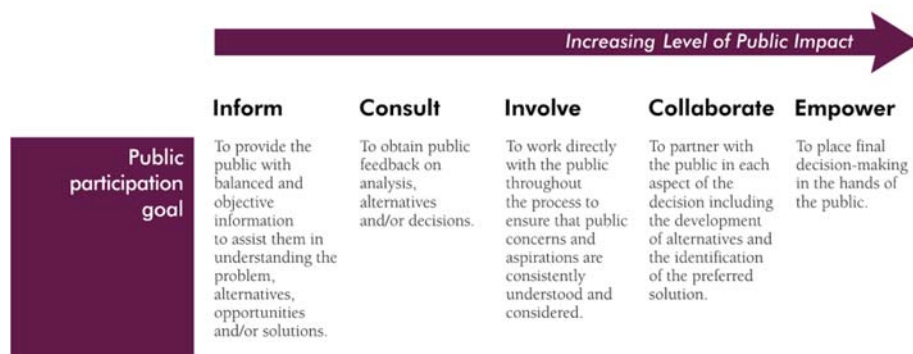 Increasing Level of Public Impact
Public
participation
goal
Inform
To provide the
public with
balanced and
objective
information
to assist them in
understanding the
problem,
alternatives,
opportunities
and/or solutions.
Consult
To obtain public
feedback on
analysis,
alternatives
and/or decisions.
Involve
To work directly
with the public
throughout
the process to
ensure that public
concerns and
aspirations are
consistently
understood and
considered.
Collaborate
To partner with
the public in each
aspect of the
decision including
the development
of alternatives and
the identification
of the preferred
solution.
Empower
To place final
decision-making
in the hands of
the public.